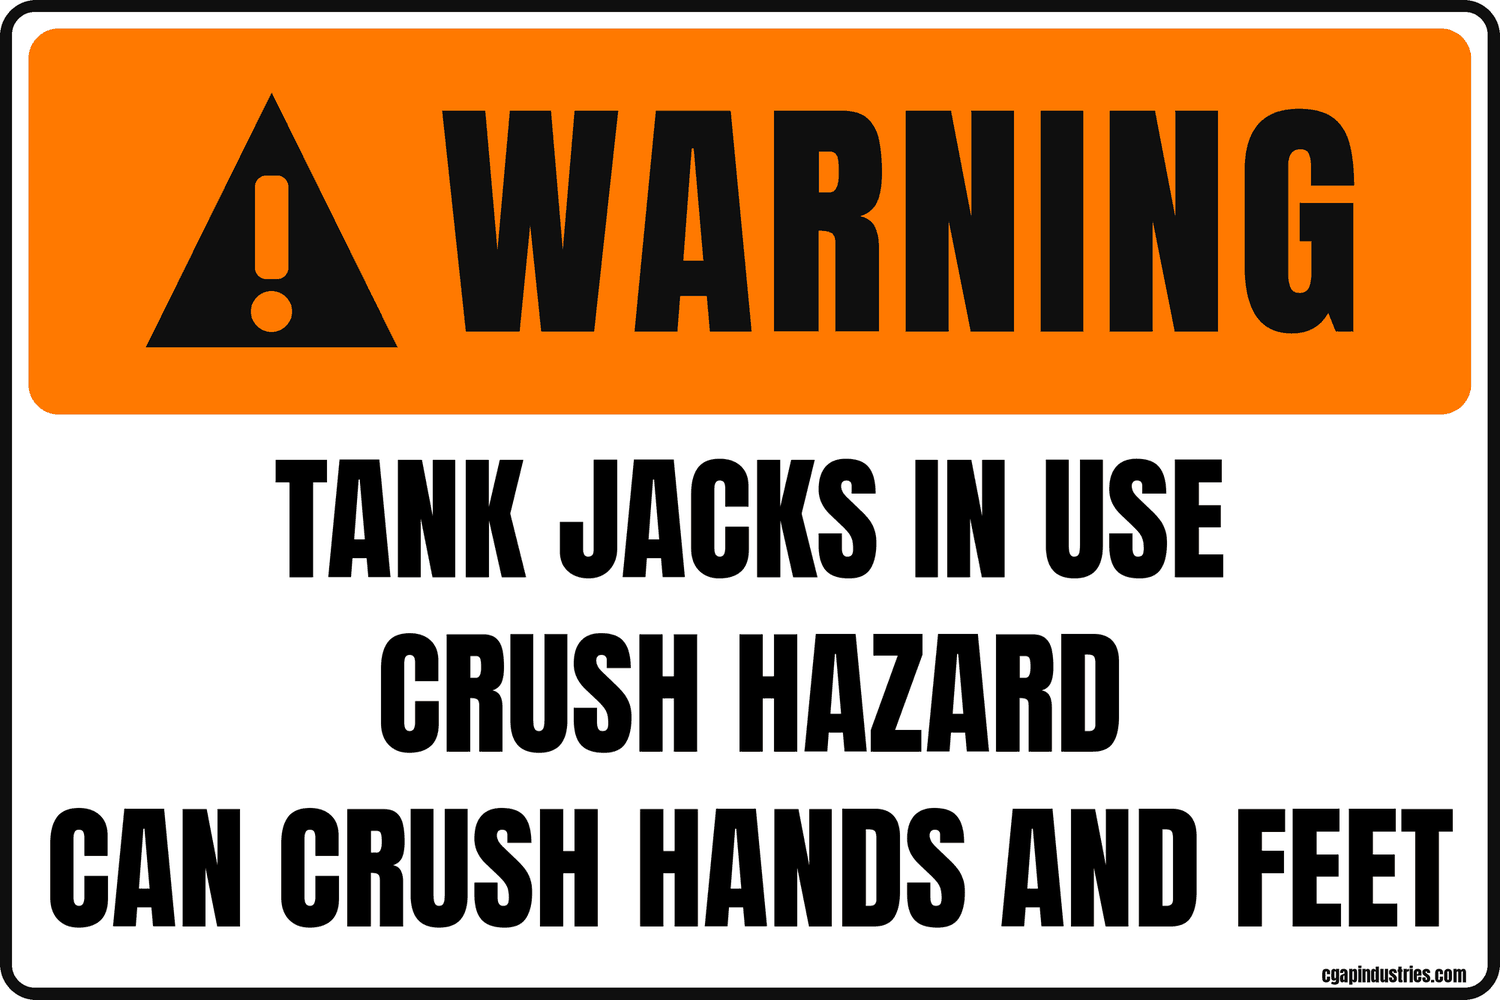 WARNING
TANK JACKS IN USE
CRUSH HAZARD
CAN CRUSH HANDS AND FEET
cgapindustries.com